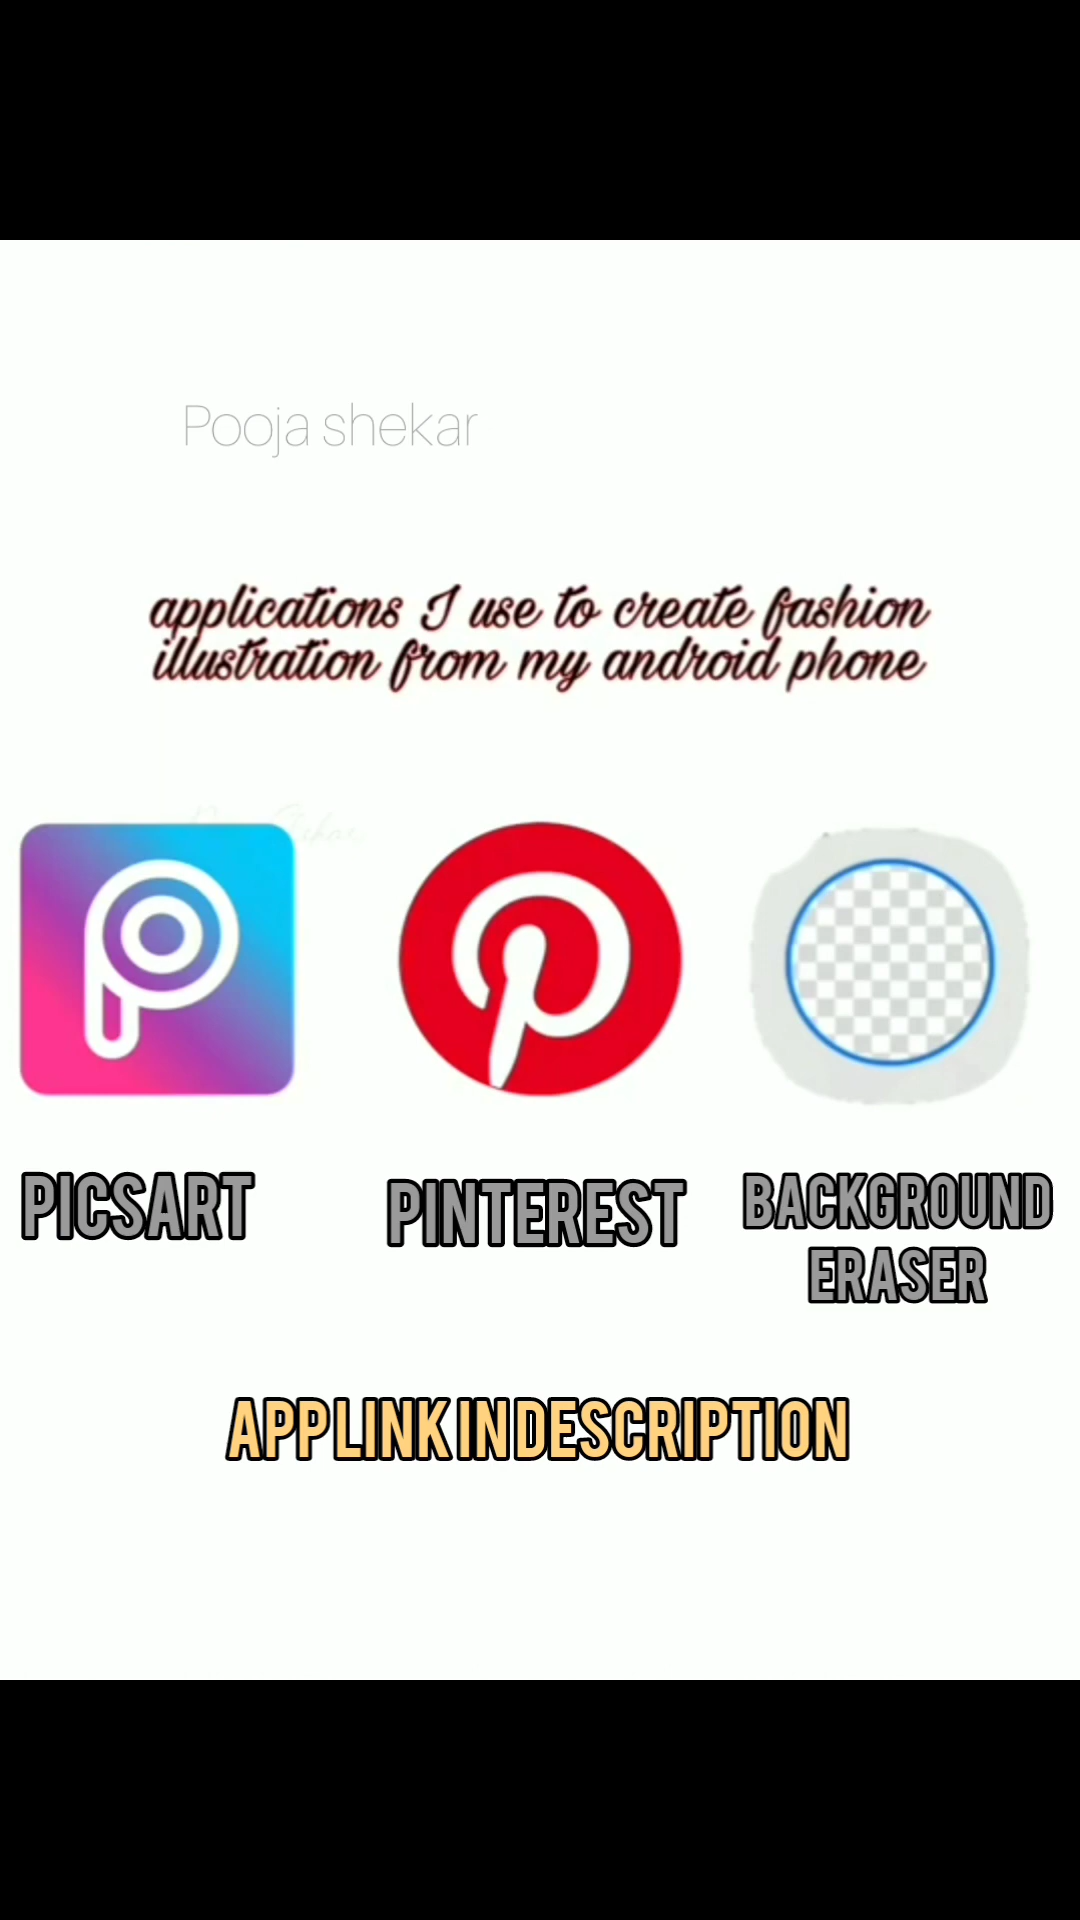 Pooja shekar
applications I use to create fashion
illustration from my android phone
PICSART
PINTEREST
BACKGROUND
ERASER
APP LINK IN DESCRIPTION